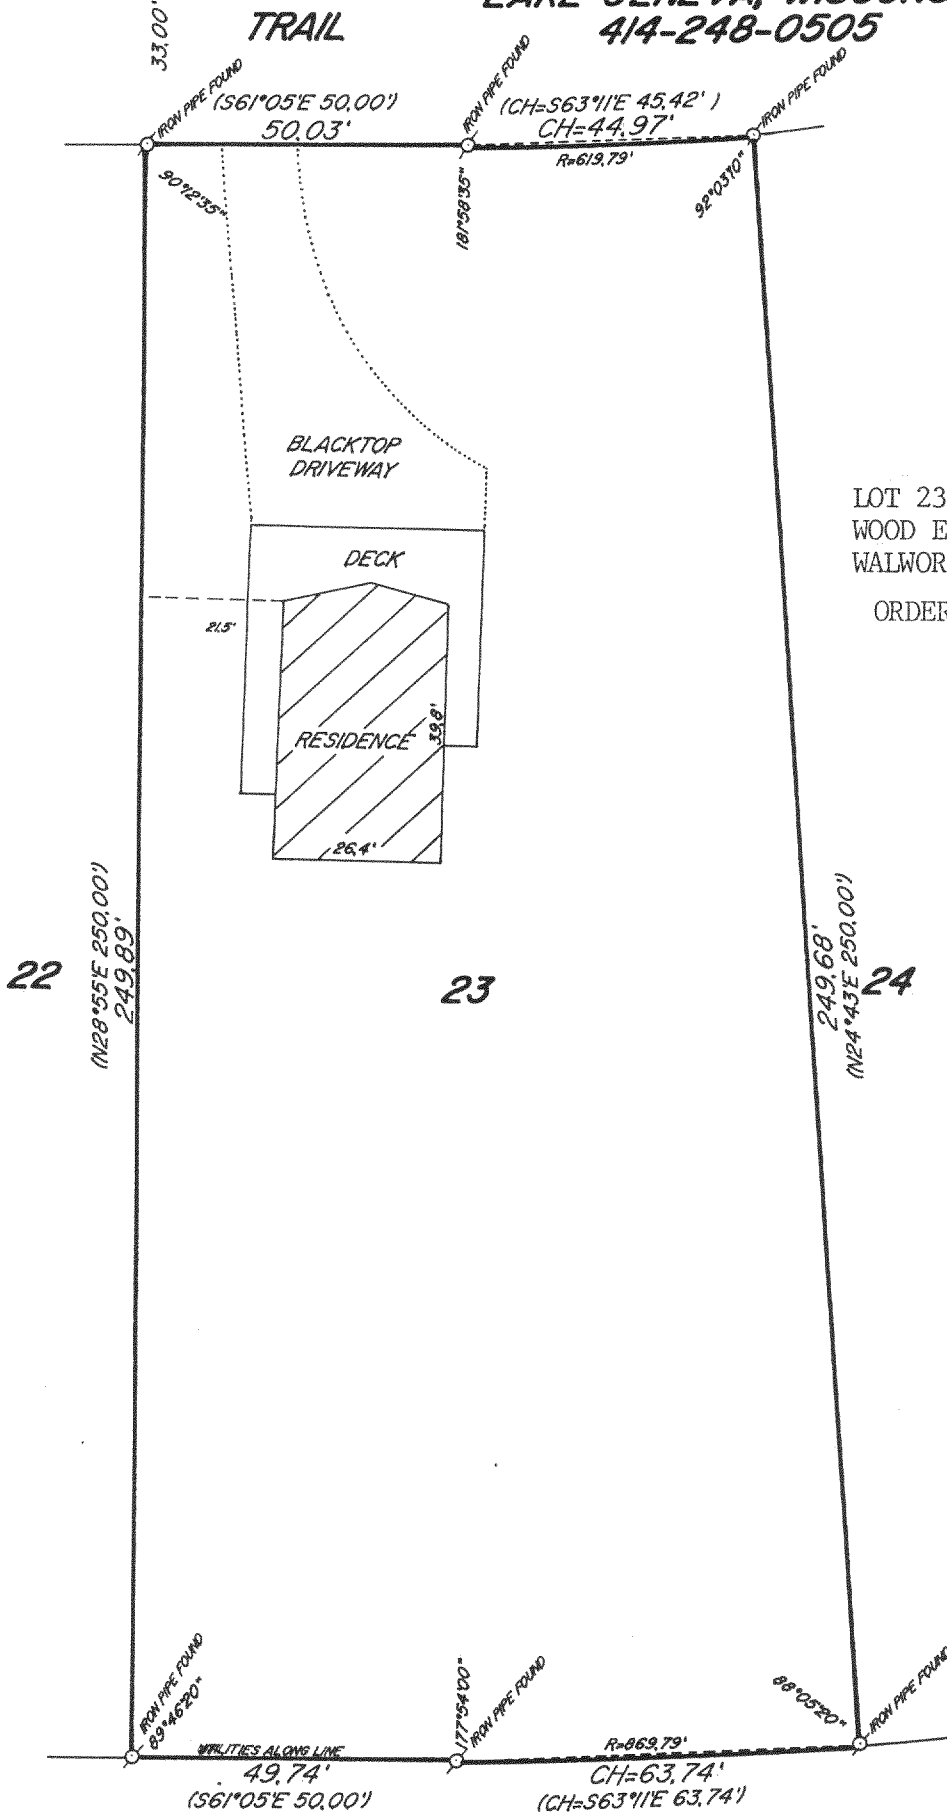 TRAIL
414-248-0505
33.00'
IRON PIPE FOUND
(S61°05'E 50.00')
50.03'
IRON PIPE FOUND
(CH=S63°11'E 45.42' )
CH=44.97'
R=619.79'
IRON PIPE FOUND
90°12'35"
181°58'35"
92°03'10"
BLACKTOP
DRIVEWAY
DECK
21.5'
RESIDENCE
39.8'
26.4'
LOT 23
WOOD E
WALWOR
ORDER
22
(N28°55'E 250.00')
249.89'
23
249.68'
(N24°43'E 250.00')
24
IRON PIPE FOUND
89°46'20"
177°54'00"
IRON PIPE FOUND
88°05'20"
IRON PIPE FOUND
UTILITIES ALONG LINE
49.74'
(S61°05'E 50.00')
R=869.79'
CH=63.74'
(CH=S63°11'E 63.74')